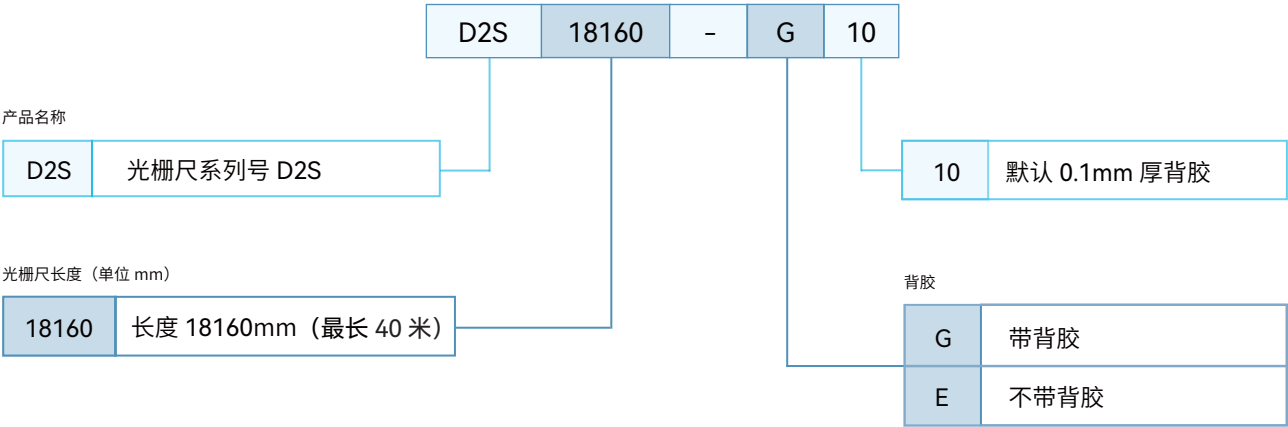 D2S 18160 - G 10
产品名称
D2S 光栅尺系列号 D2S
10 默认 0.1mm 厚背胶
光栅尺长度（单位 mm）
18160 长度 18160mm（最长 40 米）
背胶
G 带背胶
E 不带背胶